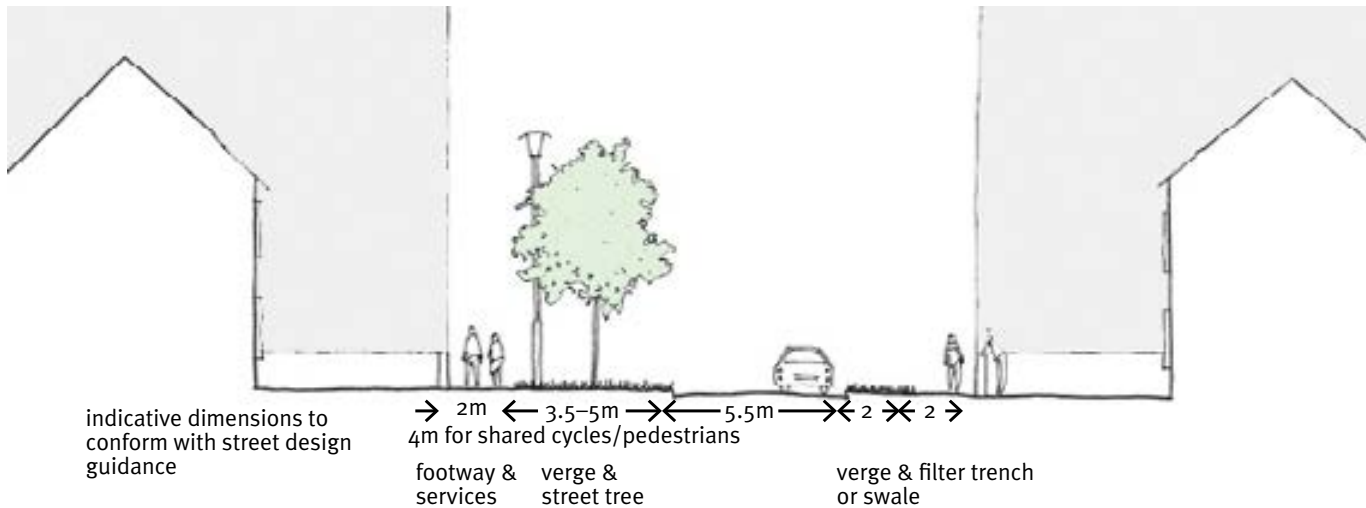 indicative dimensions to
conform with street design
guidance
2m
3.5–5m
5.5m
2
2
4m for shared cycles/pedestrians
footway &
services
verge &
street tree
verge & filter trench
or swale